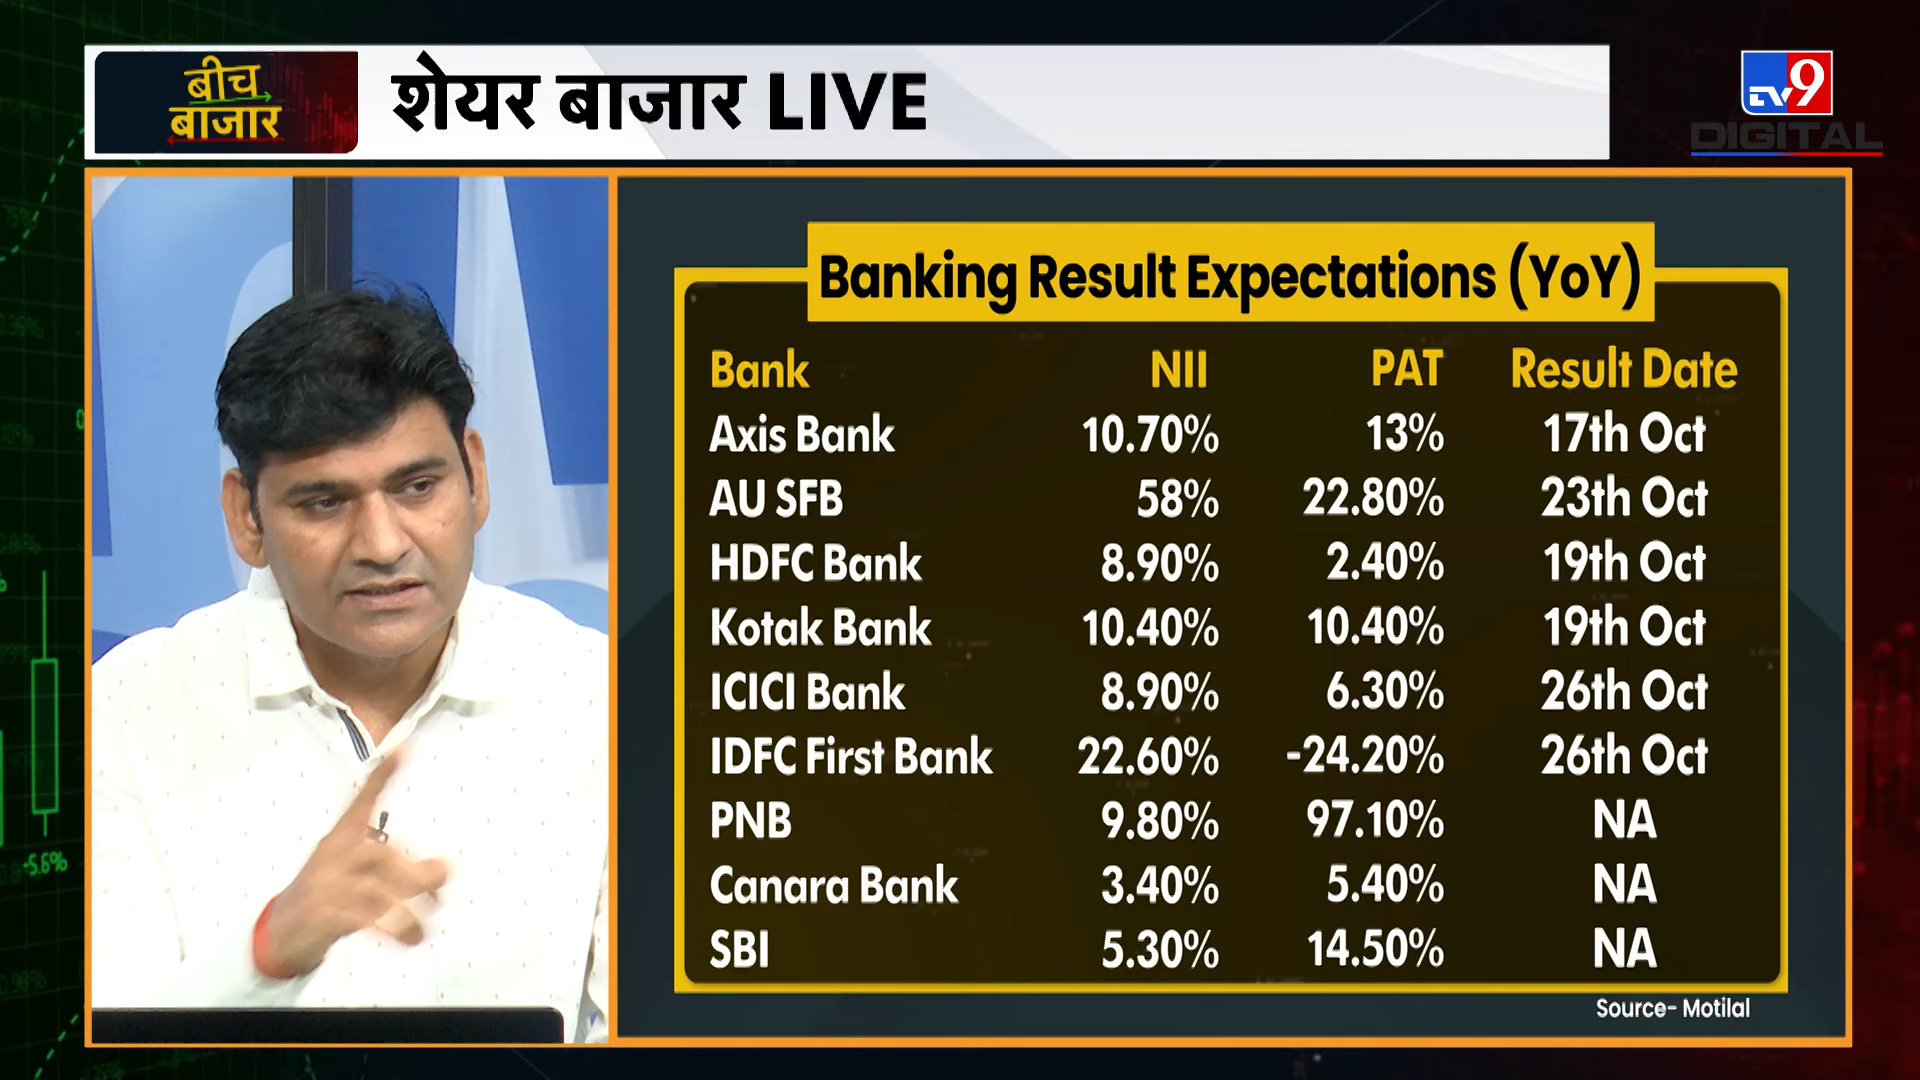 बीच
बाजार
शेयर बाजार LIVE
TV9
DIGITAL
Banking Result Expectations (YoY)
Bank NII PAT Result Date
Axis Bank 10.70% 13% 17th Oct
AU SFB 58% 22.80% 23th Oct
HDFC Bank 8.90% 2.40% 19th Oct
Kotak Bank 10.40% 10.40% 19th Oct
ICICI Bank 8.90% 6.30% 26th Oct
IDFC First Bank 22.60% -24.20% 26th Oct
PNB 9.80% 97.10% NA
Canara Bank 3.40% 5.40% NA
SBI 5.30% 14.50% NA
Source- Motilal
-5.6%